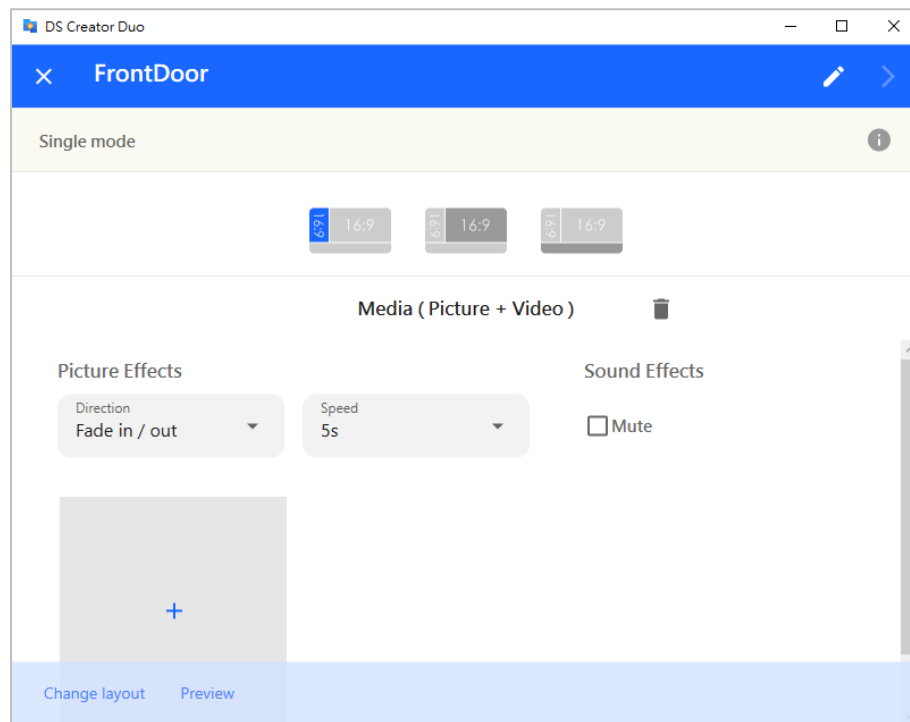 DS Creator Duo
FrontDoor
Single mode
16:9 16:9 16:9 16:9 16:9 16:9
Media ( Picture + Video )
Picture Effects Sound Effects
Direction Speed
Fade in / out 5s Mute
Change layout Preview